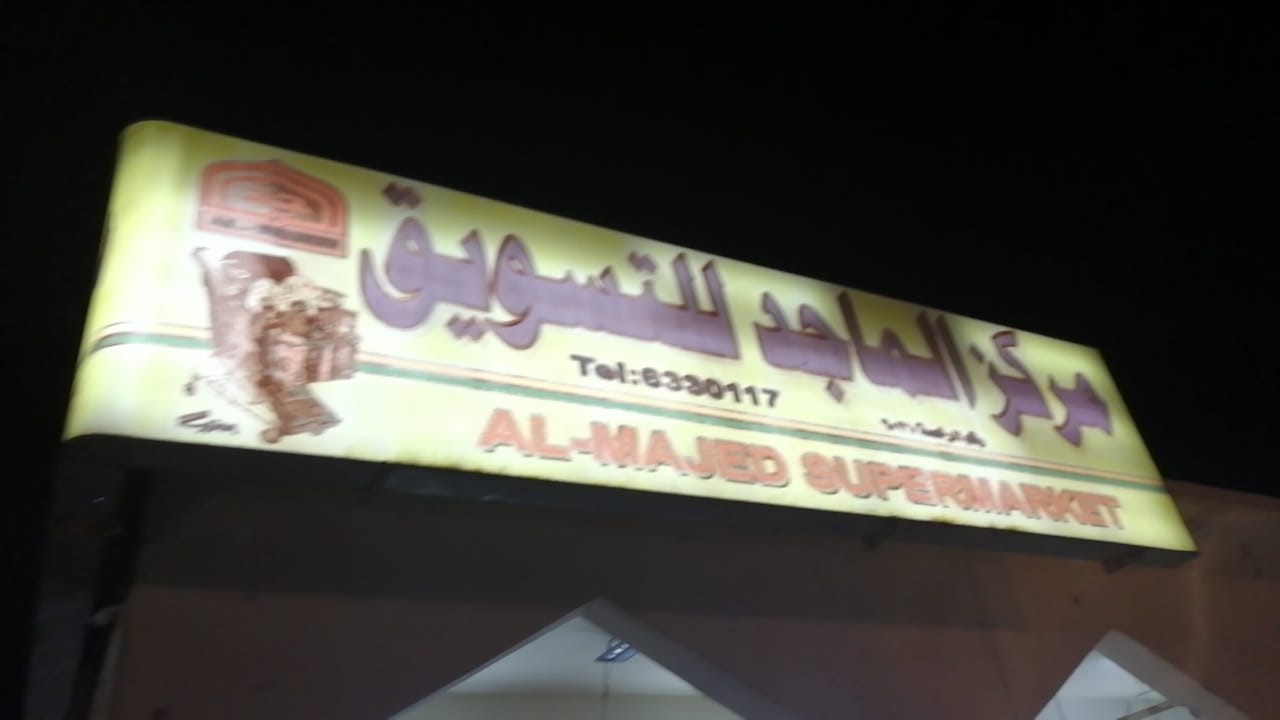 مركز الماجد للتسويق
Tel:6330117
AL-MAJED SUPERMARKET